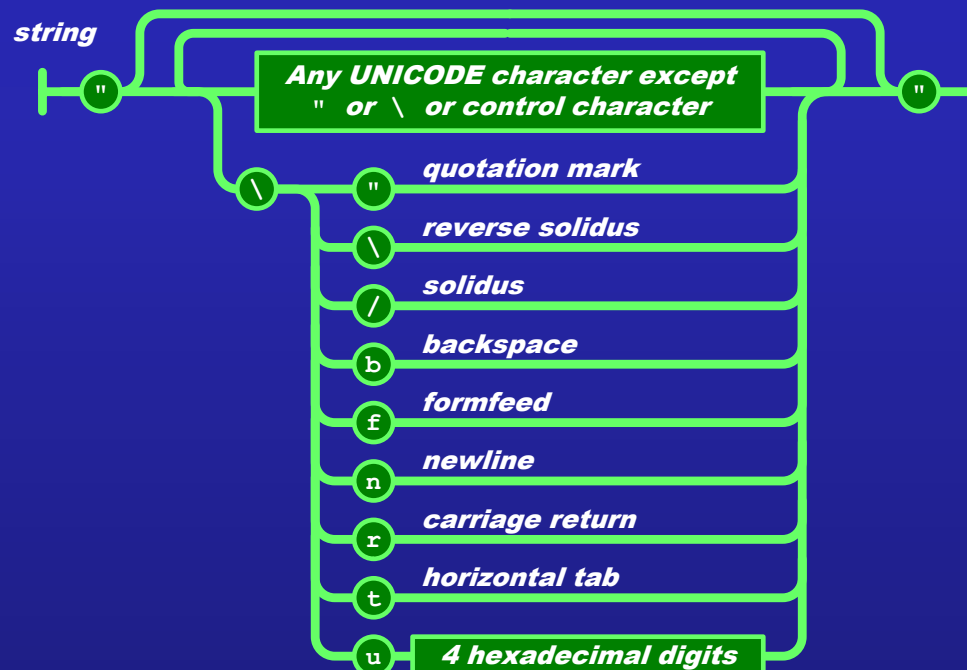 string
"
Any UNICODE character except
" or \ or control character
"
\
" quotation mark
\ reverse solidus
/ solidus
b backspace
f formfeed
n newline
r carriage return
t horizontal tab
u 4 hexadecimal digits